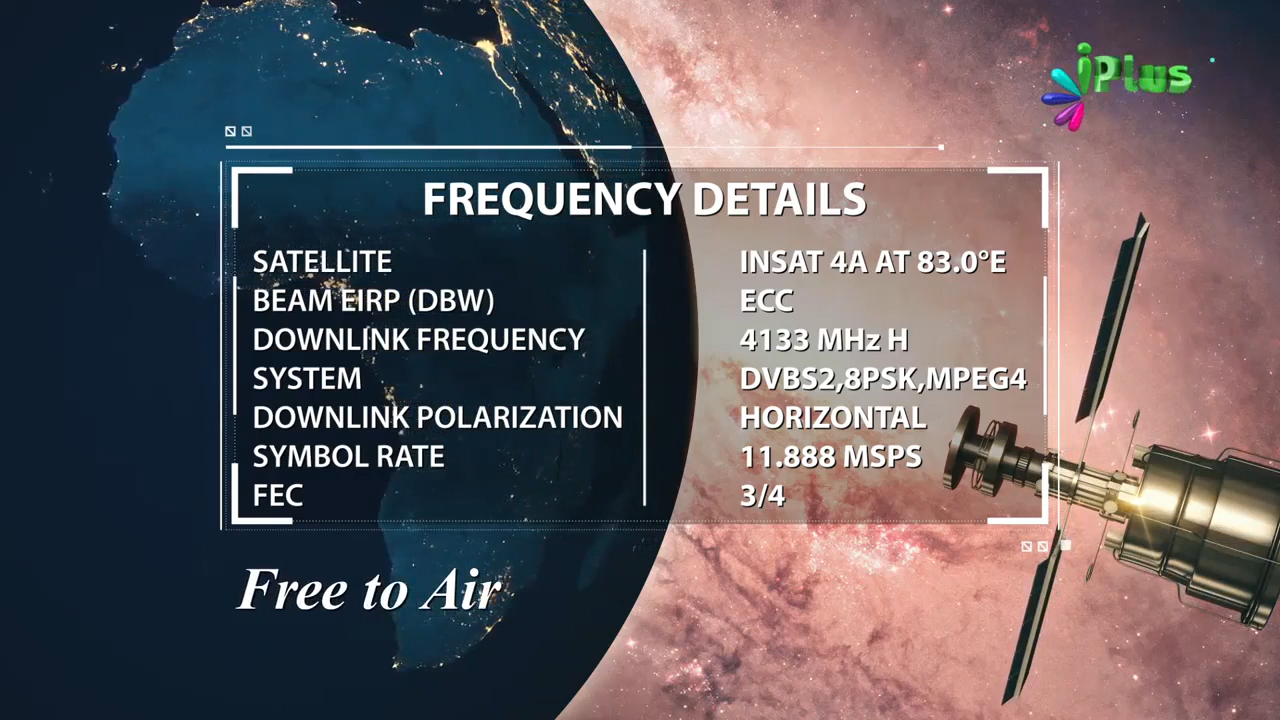 iPlus
FREQUENCY DETAILS
SATELLITE INSAT 4A AT 83.0°E
BEAM EIRP (DBW) ECC
DOWNLINK FREQUENCY 4133 MHz H
SYSTEM DVBS2,8PSK,MPEG4
DOWNLINK POLARIZATION HORIZONTAL
SYMBOL RATE 11.888 MSPS
FEC 3/4
Free to Air